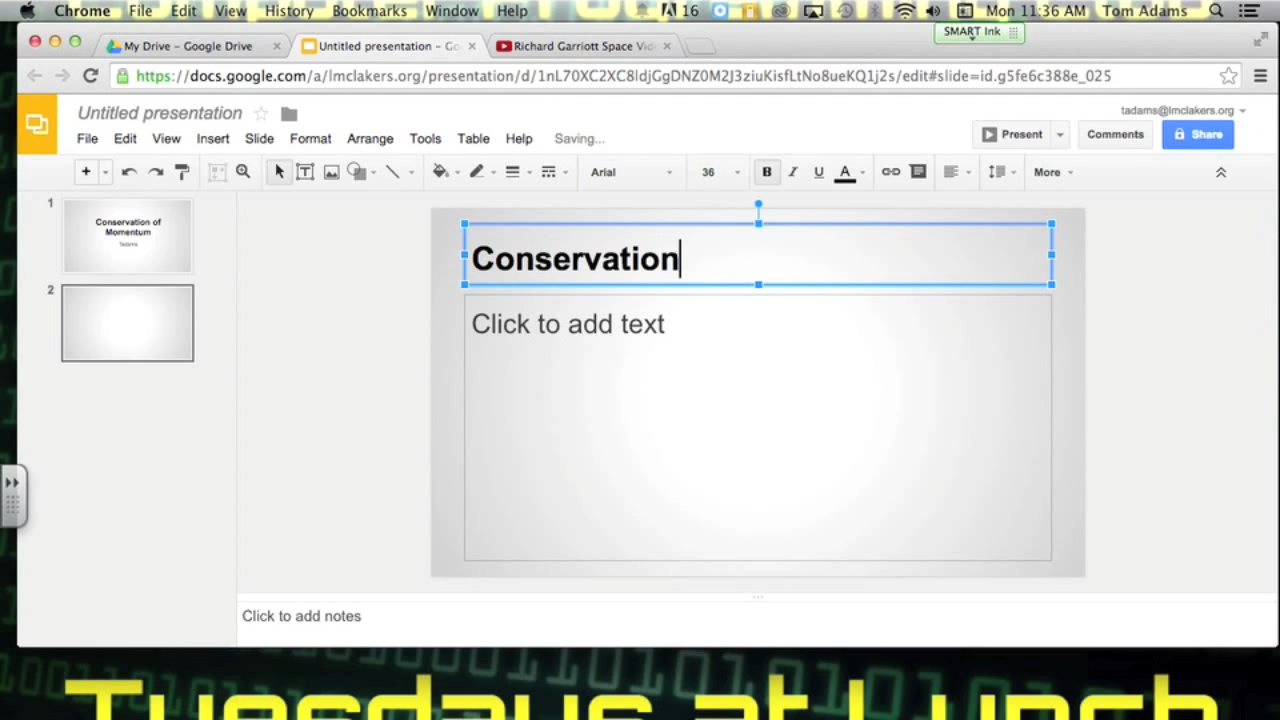 Chrome File Edit View History Bookmarks Window Help 16 Mon 11:36 AM Tom Adams
SMART Ink
My Drive – Google Drive
Untitled presentation – Go
Richard Garriott Space Vid
https://docs.google.com/a/lmclakers.org/presentation/d/1nL70XC2XC8ldjGgDNZ0M2J3ziuKisfLtNo8ueKQ1j2s/edit#slide=id.g5fe6c388e_025
Untitled presentation
tadams@lmclakers.org
File Edit View Insert Slide Format Arrange Tools Table Help Saving...
Present Comments Share
Arial 36 B I U A More
1
Conservation of
Momentum
Tadams
2
Conservation
Click to add text
Click to add notes
Tuesdays at Lunch